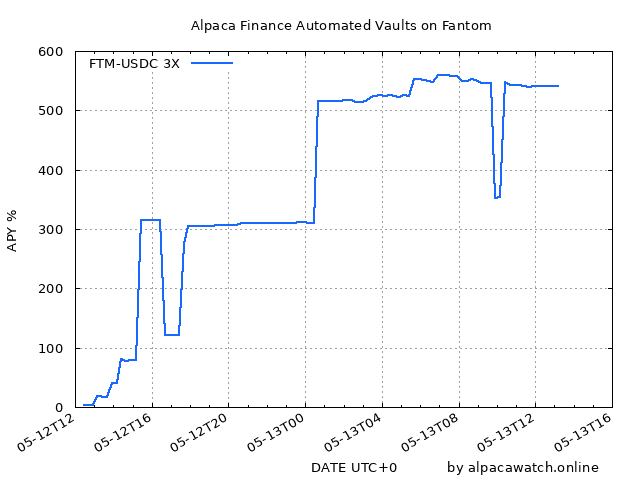 Alpaca Finance Automated Vaults on Fantom
FTM-USDC 3X
600
500
400
300
200
100
0
APY %
05-12T12
05-12T16
05-12T20
05-13T00
05-13T04
05-13T08
05-13T12
05-13T16
DATE UTC+0
by alpacawatch.online